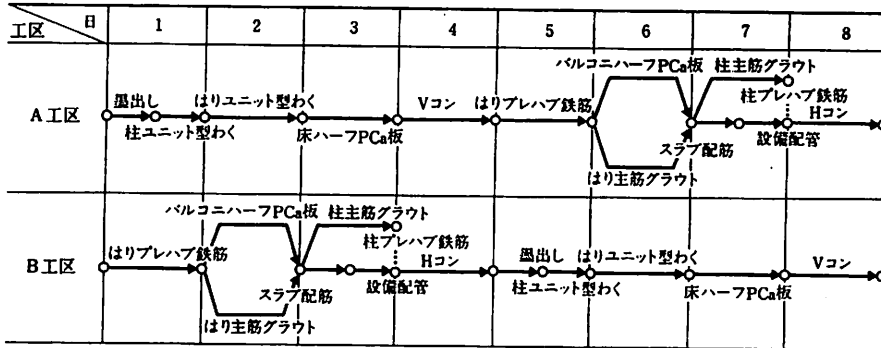 日
工区
1 2 3 4 5 6 7 8
A工区
墨出し
柱ユニット型わく
はりユニット型わく
床ハーフPCa板
Vコン
はりプレハブ鉄筋
バルコニハーフPCa板
はり主筋グラウト
スラブ配筋
柱主筋グラウト
柱プレハブ鉄筋
設備配管
Hコン
B工区
はりプレハブ鉄筋
バルコニハーフPCa板
はり主筋グラウト
スラブ配筋
柱主筋グラウト
柱プレハブ鉄筋
設備配管
Hコン
墨出し
柱ユニット型わく
はりユニット型わく
床ハーフPCa板
Vコン